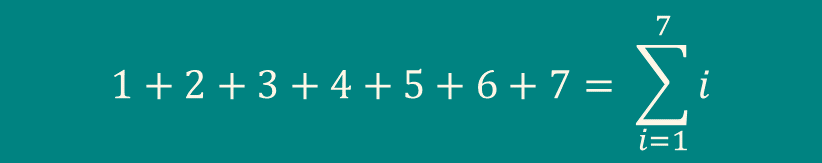 1 + 2 + 3 + 4 + 5 + 6 + 7 = ∑_{i=1}^{7} i